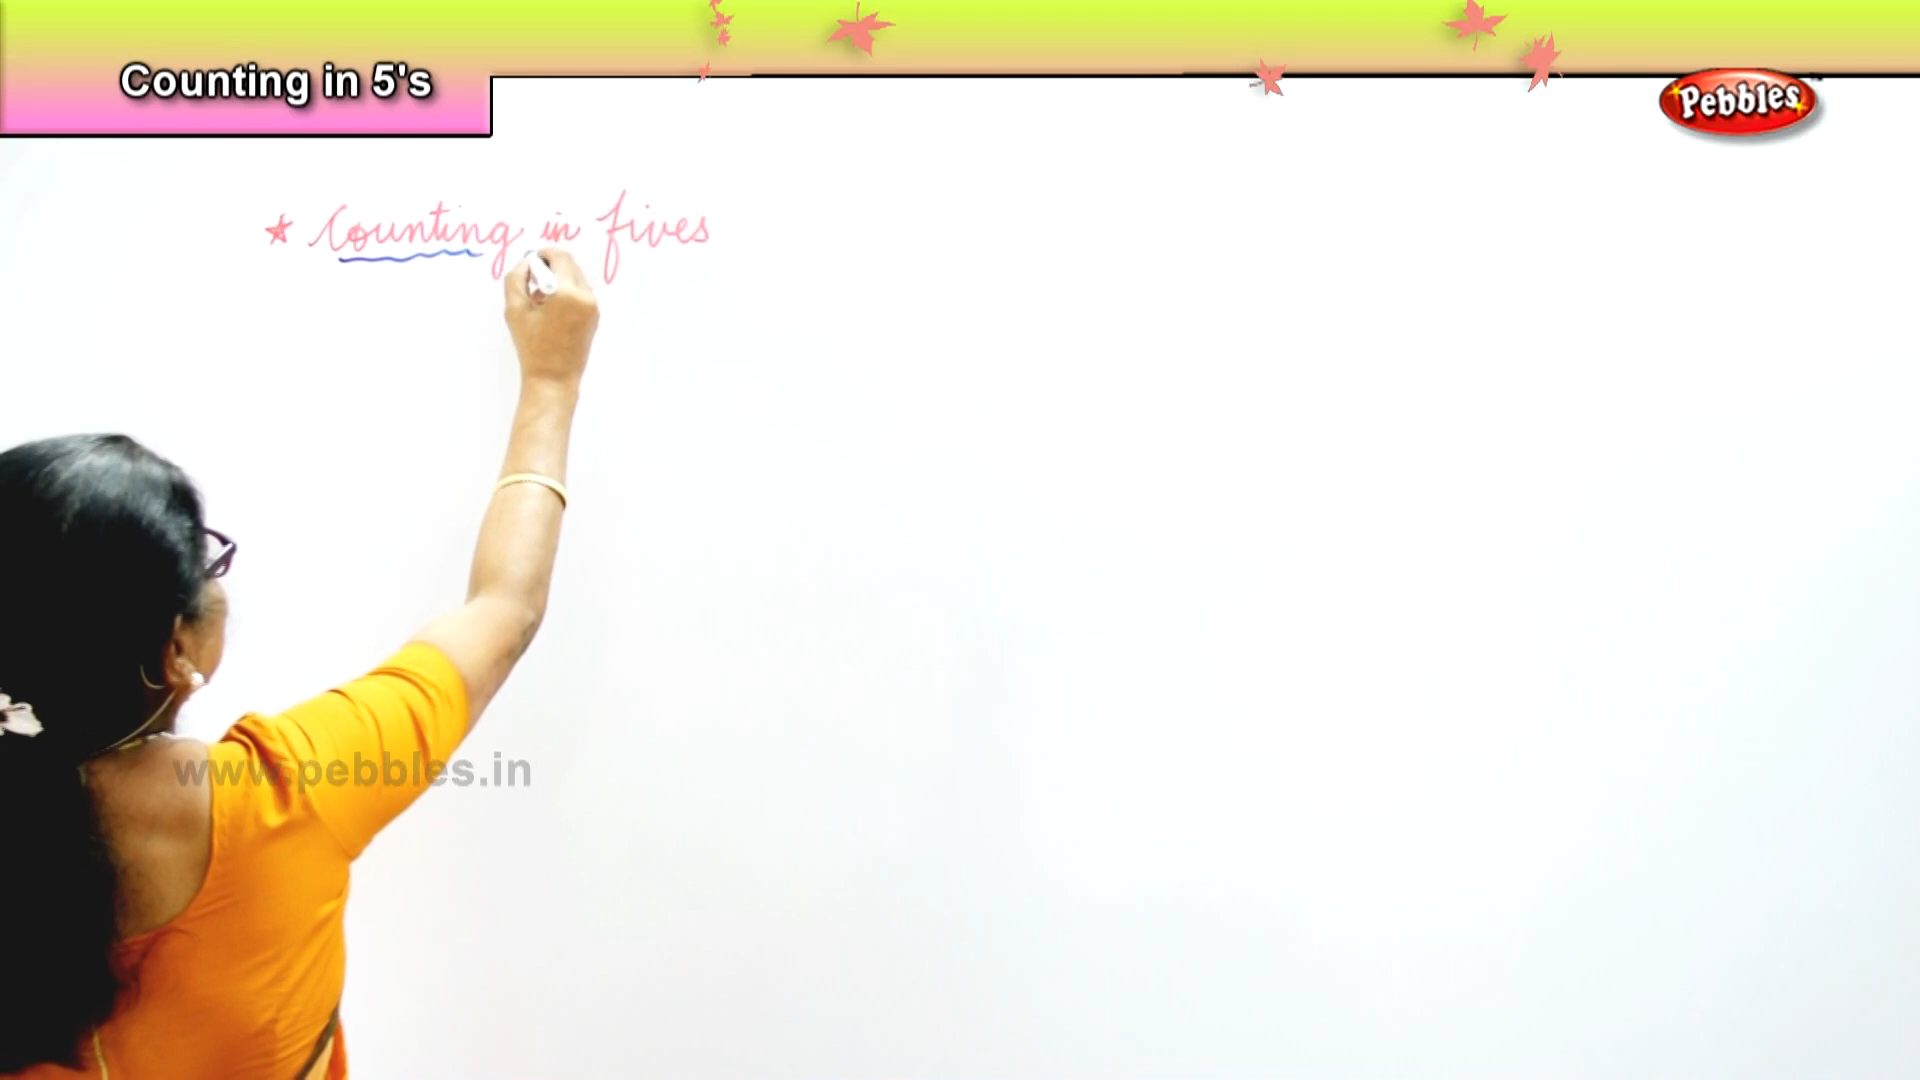 Counting in 5's
Pebbles
★ Counting in fives
www.pebbles.in